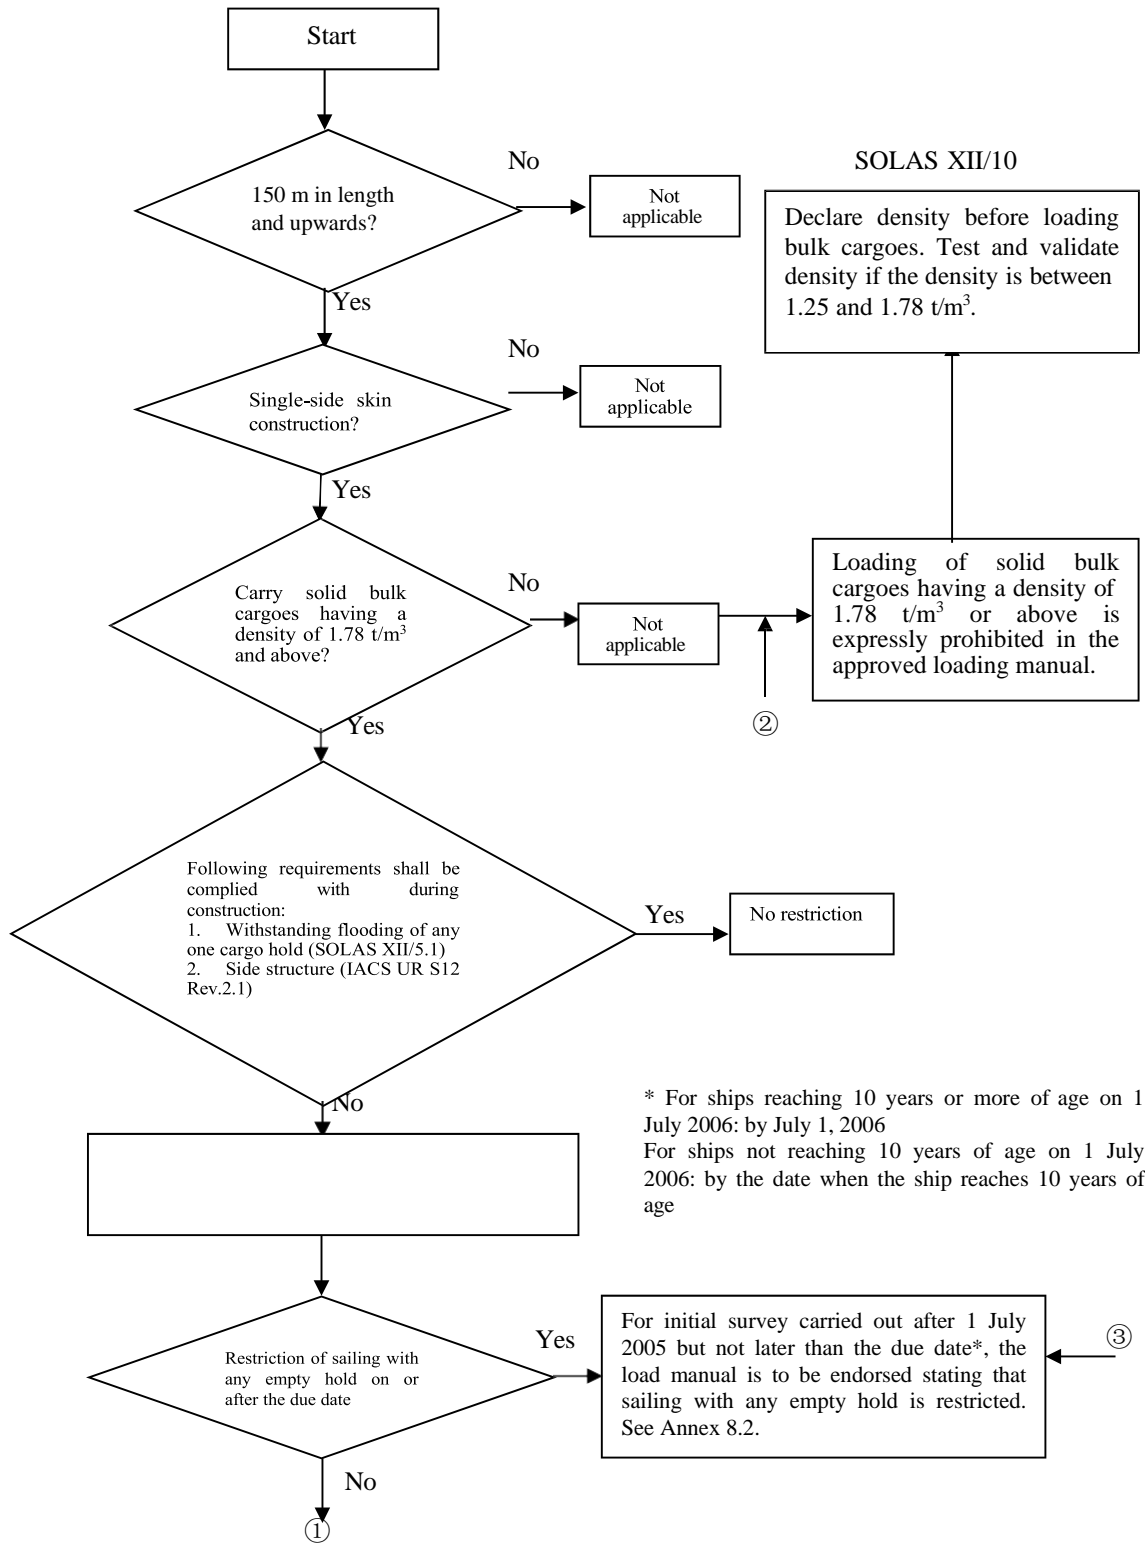 Start
No
SOLAS XII/10
150 m in length
and upwards?
Not
applicable
Declare density before loading
bulk cargoes. Test and validate
density if the density is between
1.25 and 1.78 t/m³.
Yes
No
Single-side skin
construction?
Not
applicable
Yes
Carry solid bulk
cargoes having a
density of 1.78 t/m³
and above?
No
Not
applicable
Loading of solid bulk
cargoes having a density of
1.78 t/m³ or above is
expressly prohibited in the
approved loading manual.
②
Yes
Following requirements shall be
complied with during
construction:
1. Withstanding flooding of any
one cargo hold (SOLAS XII/5.1)
2. Side structure (IACS UR S12
Rev.2.1)
Yes
No restriction
No
* For ships reaching 10 years or more of age on 1
July 2006: by July 1, 2006
For ships not reaching 10 years of age on 1 July
2006: by the date when the ship reaches 10 years of
age
Restriction of sailing with
any empty hold on or
after the due date
Yes
For initial survey carried out after 1 July
2005 but not later than the due date*, the
load manual is to be endorsed stating that
sailing with any empty hold is restricted.
See Annex 8.2.
③
No
①